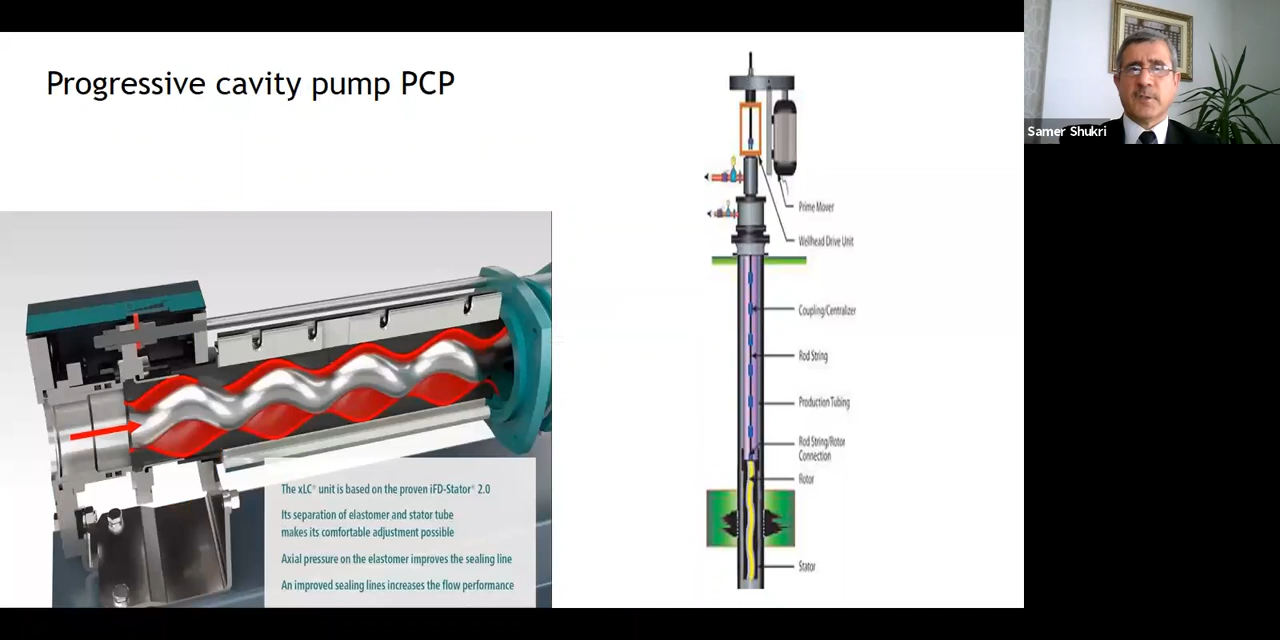 Progressive cavity pump PCP
The xLC® unit is based on the proven iFD-Stator® 2.0
Its separation of elastomer and stator tube
makes its comfortable adjustment possible
Axial pressure on the elastomer improves the sealing line
An improved sealing lines increases the flow performance
Prime Mover
Wellhead Drive Unit
Coupling/Centralizer
Rod String
Production Tubing
Rod String/Rotor
Connection
Rotor
Stator
Samer Shukri